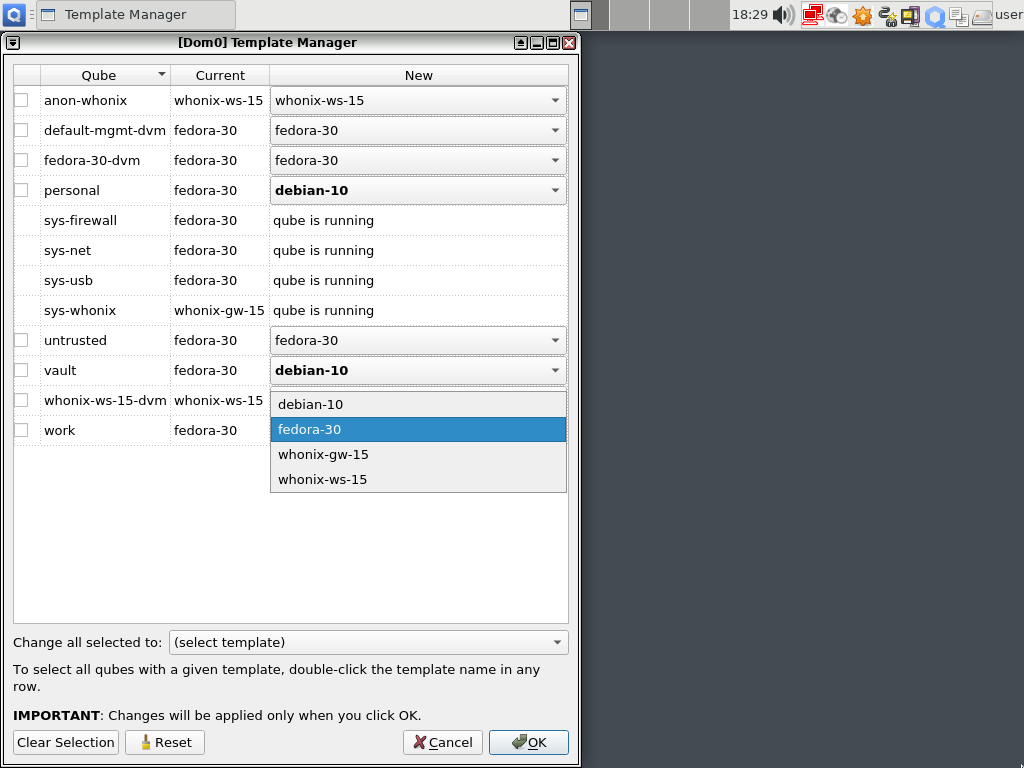 Template Manager
18:29
user
[Dom0] Template Manager
Qube Current New
anon-whonix whonix-ws-15 whonix-ws-15
default-mgmt-dvm fedora-30 fedora-30
fedora-30-dvm fedora-30 fedora-30
personal fedora-30 debian-10
sys-firewall fedora-30 qube is running
sys-net fedora-30 qube is running
sys-usb fedora-30 qube is running
sys-whonix whonix-gw-15 qube is running
untrusted fedora-30 fedora-30
vault fedora-30 debian-10
whonix-ws-15-dvm whonix-ws-15
work fedora-30
debian-10
fedora-30
whonix-gw-15
whonix-ws-15
Change all selected to: (select template)
To select all qubes with a given template, double-click the template name in any
row.
IMPORTANT: Changes will be applied only when you click OK.
Clear Selection Reset Cancel OK